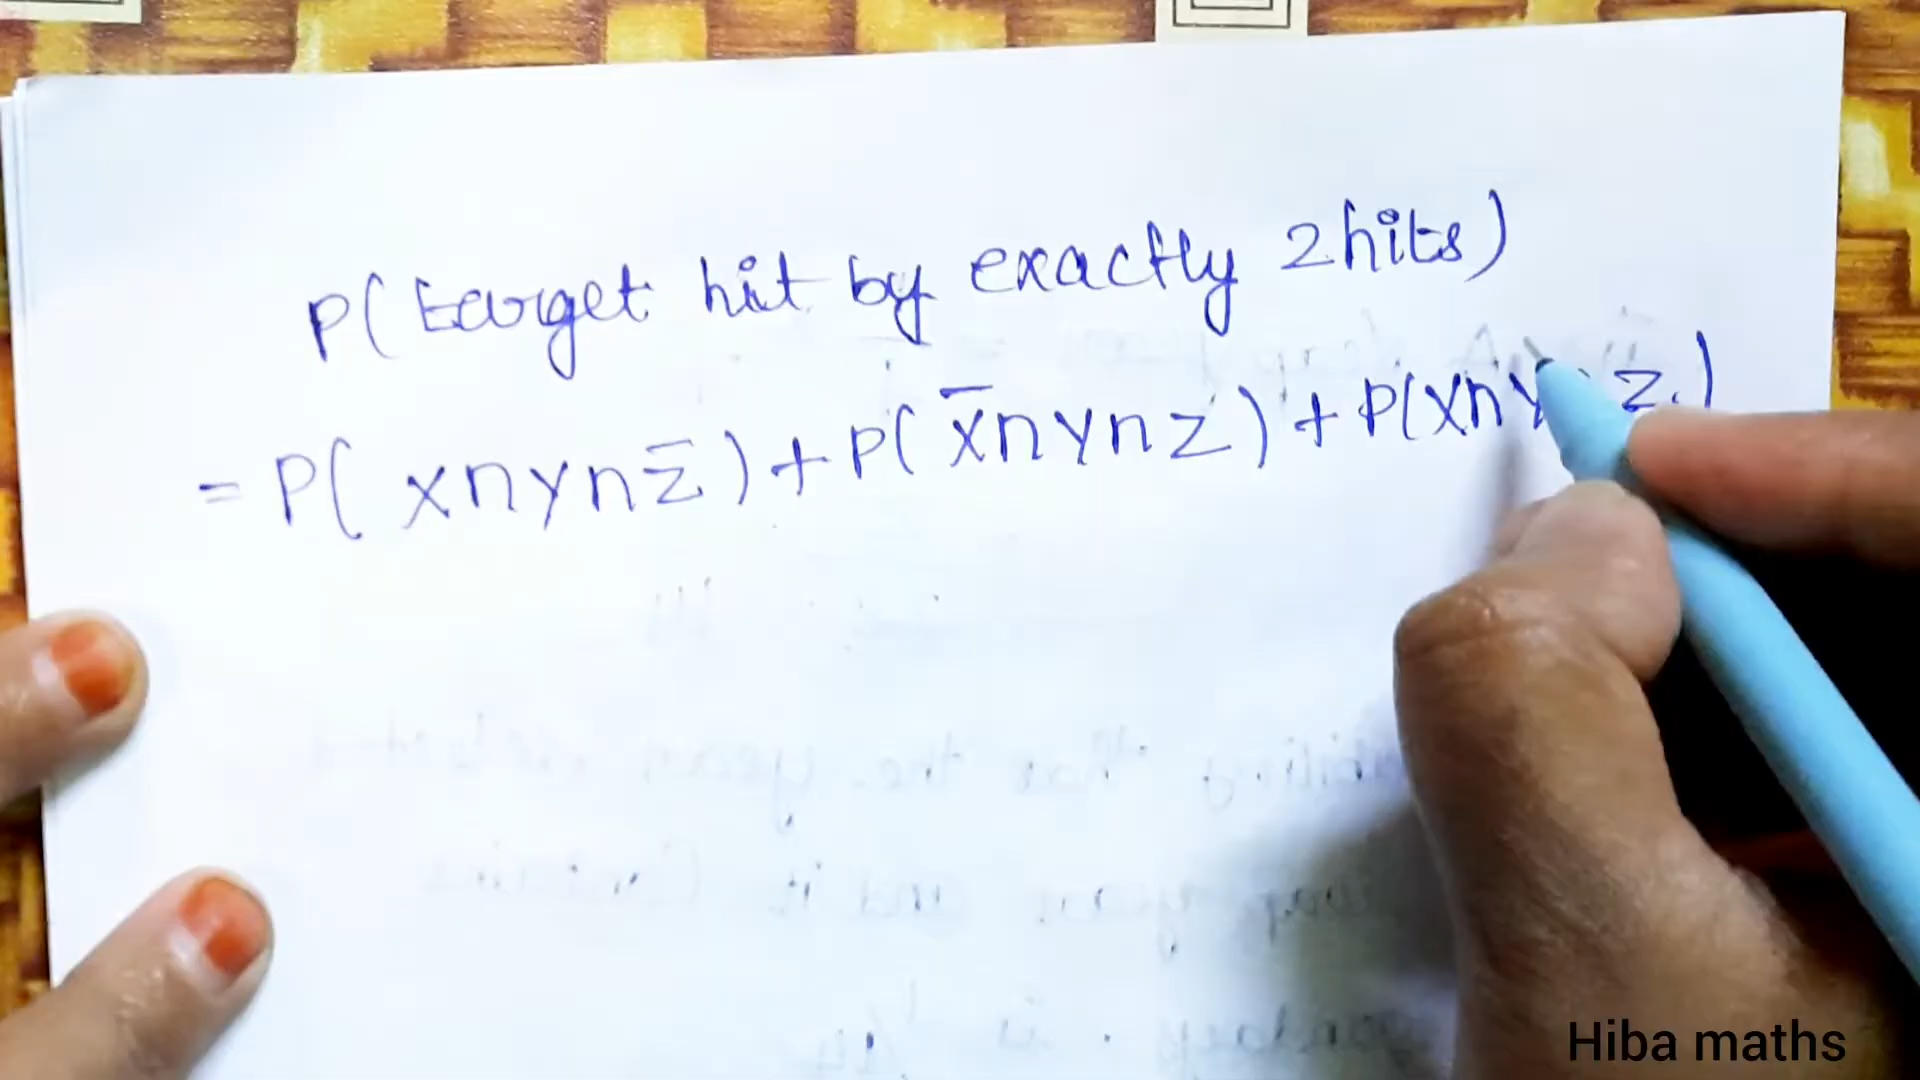 P(target hit by exactly 2hits)
= P( X∩Y∩Z̅ ) + P( X̅∩Y∩Z ) + P(X∩Y Z )
Hiba maths